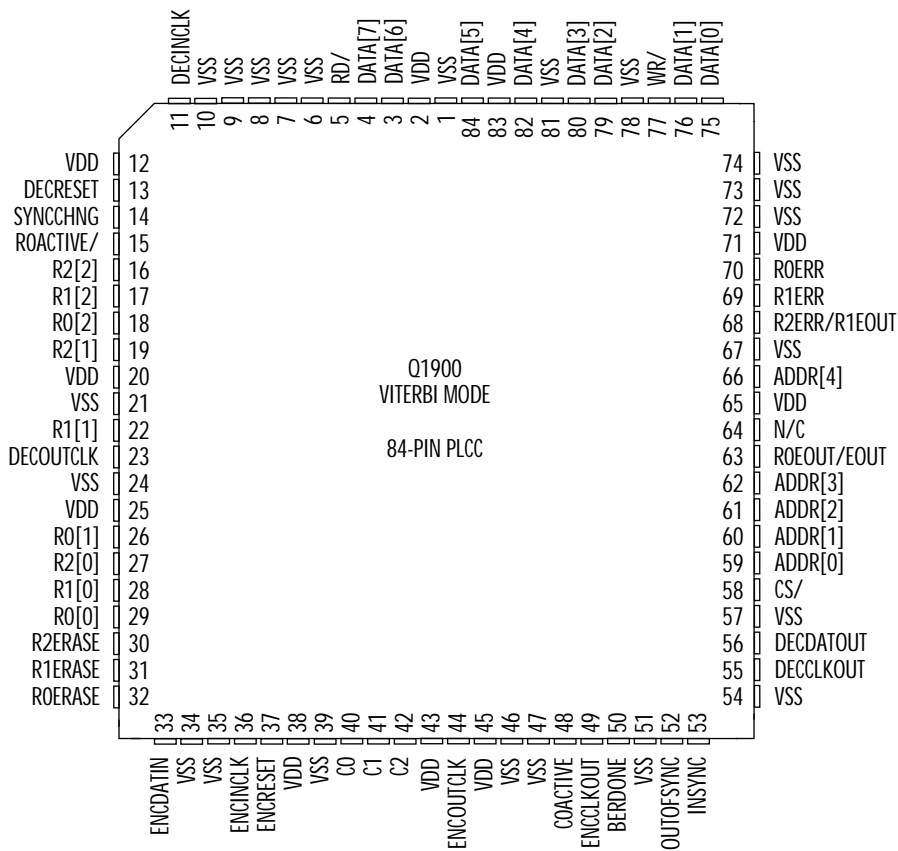 DECINCLK
VSS
VSS
VSS
VSS
VSS
RD/
DATA[7]
DATA[6]
VDD
VSS
DATA[5]
VDD
DATA[4]
VSS
DATA[3]
DATA[2]
VSS
WR/
DATA[1]
DATA[0]
11
10
9
8
7
6
5
4
3
2
1
84
83
82
81
80
79
78
77
76
75
VDD 12
DECRESET 13
SYNCCHNG 14
R0ACTIVE/ 15
R2[2] 16
R1[2] 17
R0[2] 18
R2[1] 19
VDD 20
VSS 21
R1[1] 22
DECOUTCLK 23
VSS 24
VDD 25
R0[1] 26
R2[0] 27
R1[0] 28
R0[0] 29
R2ERASE 30
R1ERASE 31
R0ERASE 32
Q1900
VITERBI MODE
84-PIN PLCC
74 VSS
73 VSS
72 VSS
71 VDD
70 R0ERR
69 R1ERR
68 R2ERR/R1EOUT
67 VSS
66 ADDR[4]
65 VDD
64 N/C
63 R0EOUT/EOUT
62 ADDR[3]
61 ADDR[2]
60 ADDR[1]
59 ADDR[0]
58 CS/
57 VSS
56 DECDATOUT
55 DECCLKOUT
54 VSS
33
34
35
36
37
38
39
40
41
42
43
44
45
46
47
48
49
50
51
52
53
ENCDATIN
VSS
VSS
ENCINCLK
ENCRESET
VDD
VSS
C0
C1
C2
VDD
ENCOUTCLK
VDD
VSS
VSS
C0ACTIVE
ENCCLKOUT
BERDONE
VSS
OUTOFSYNC
INSYNC